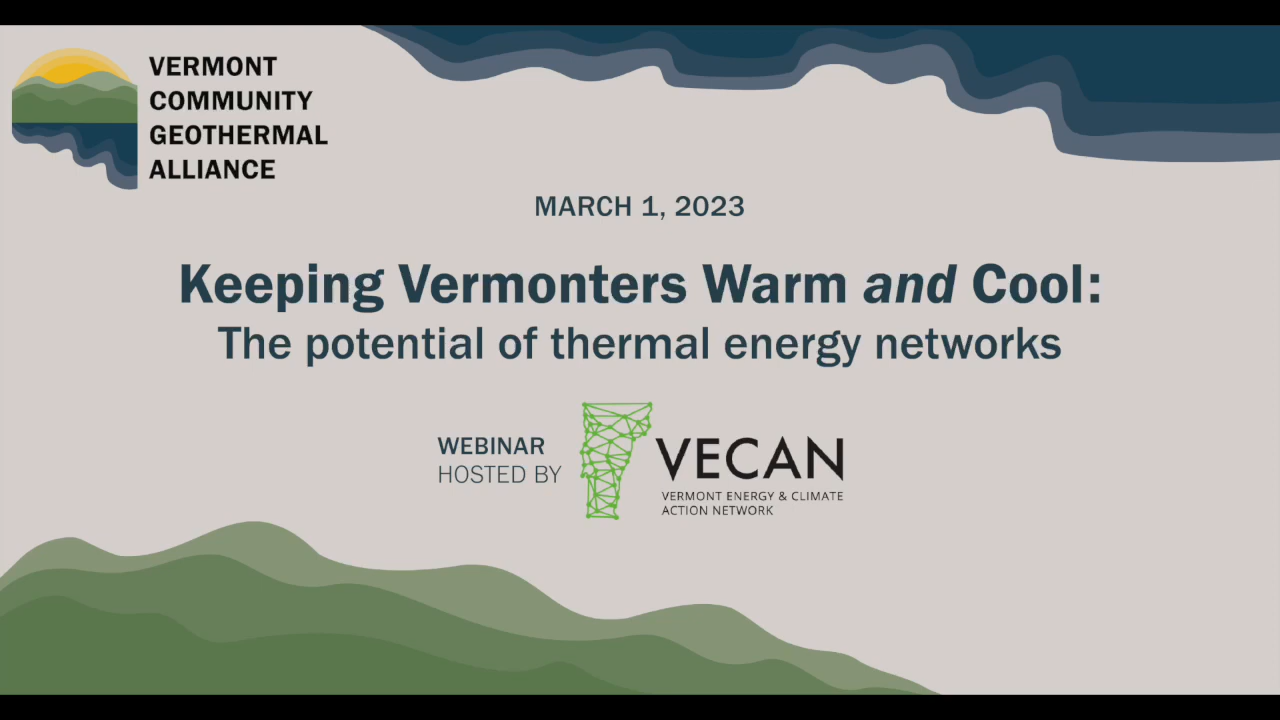 VERMONT
COMMUNITY
GEOTHERMAL
ALLIANCE
MARCH 1, 2023
Keeping Vermonters Warm and Cool:
The potential of thermal energy networks
WEBINAR
HOSTED BY
VECAN
VERMONT ENERGY & CLIMATE
ACTION NETWORK